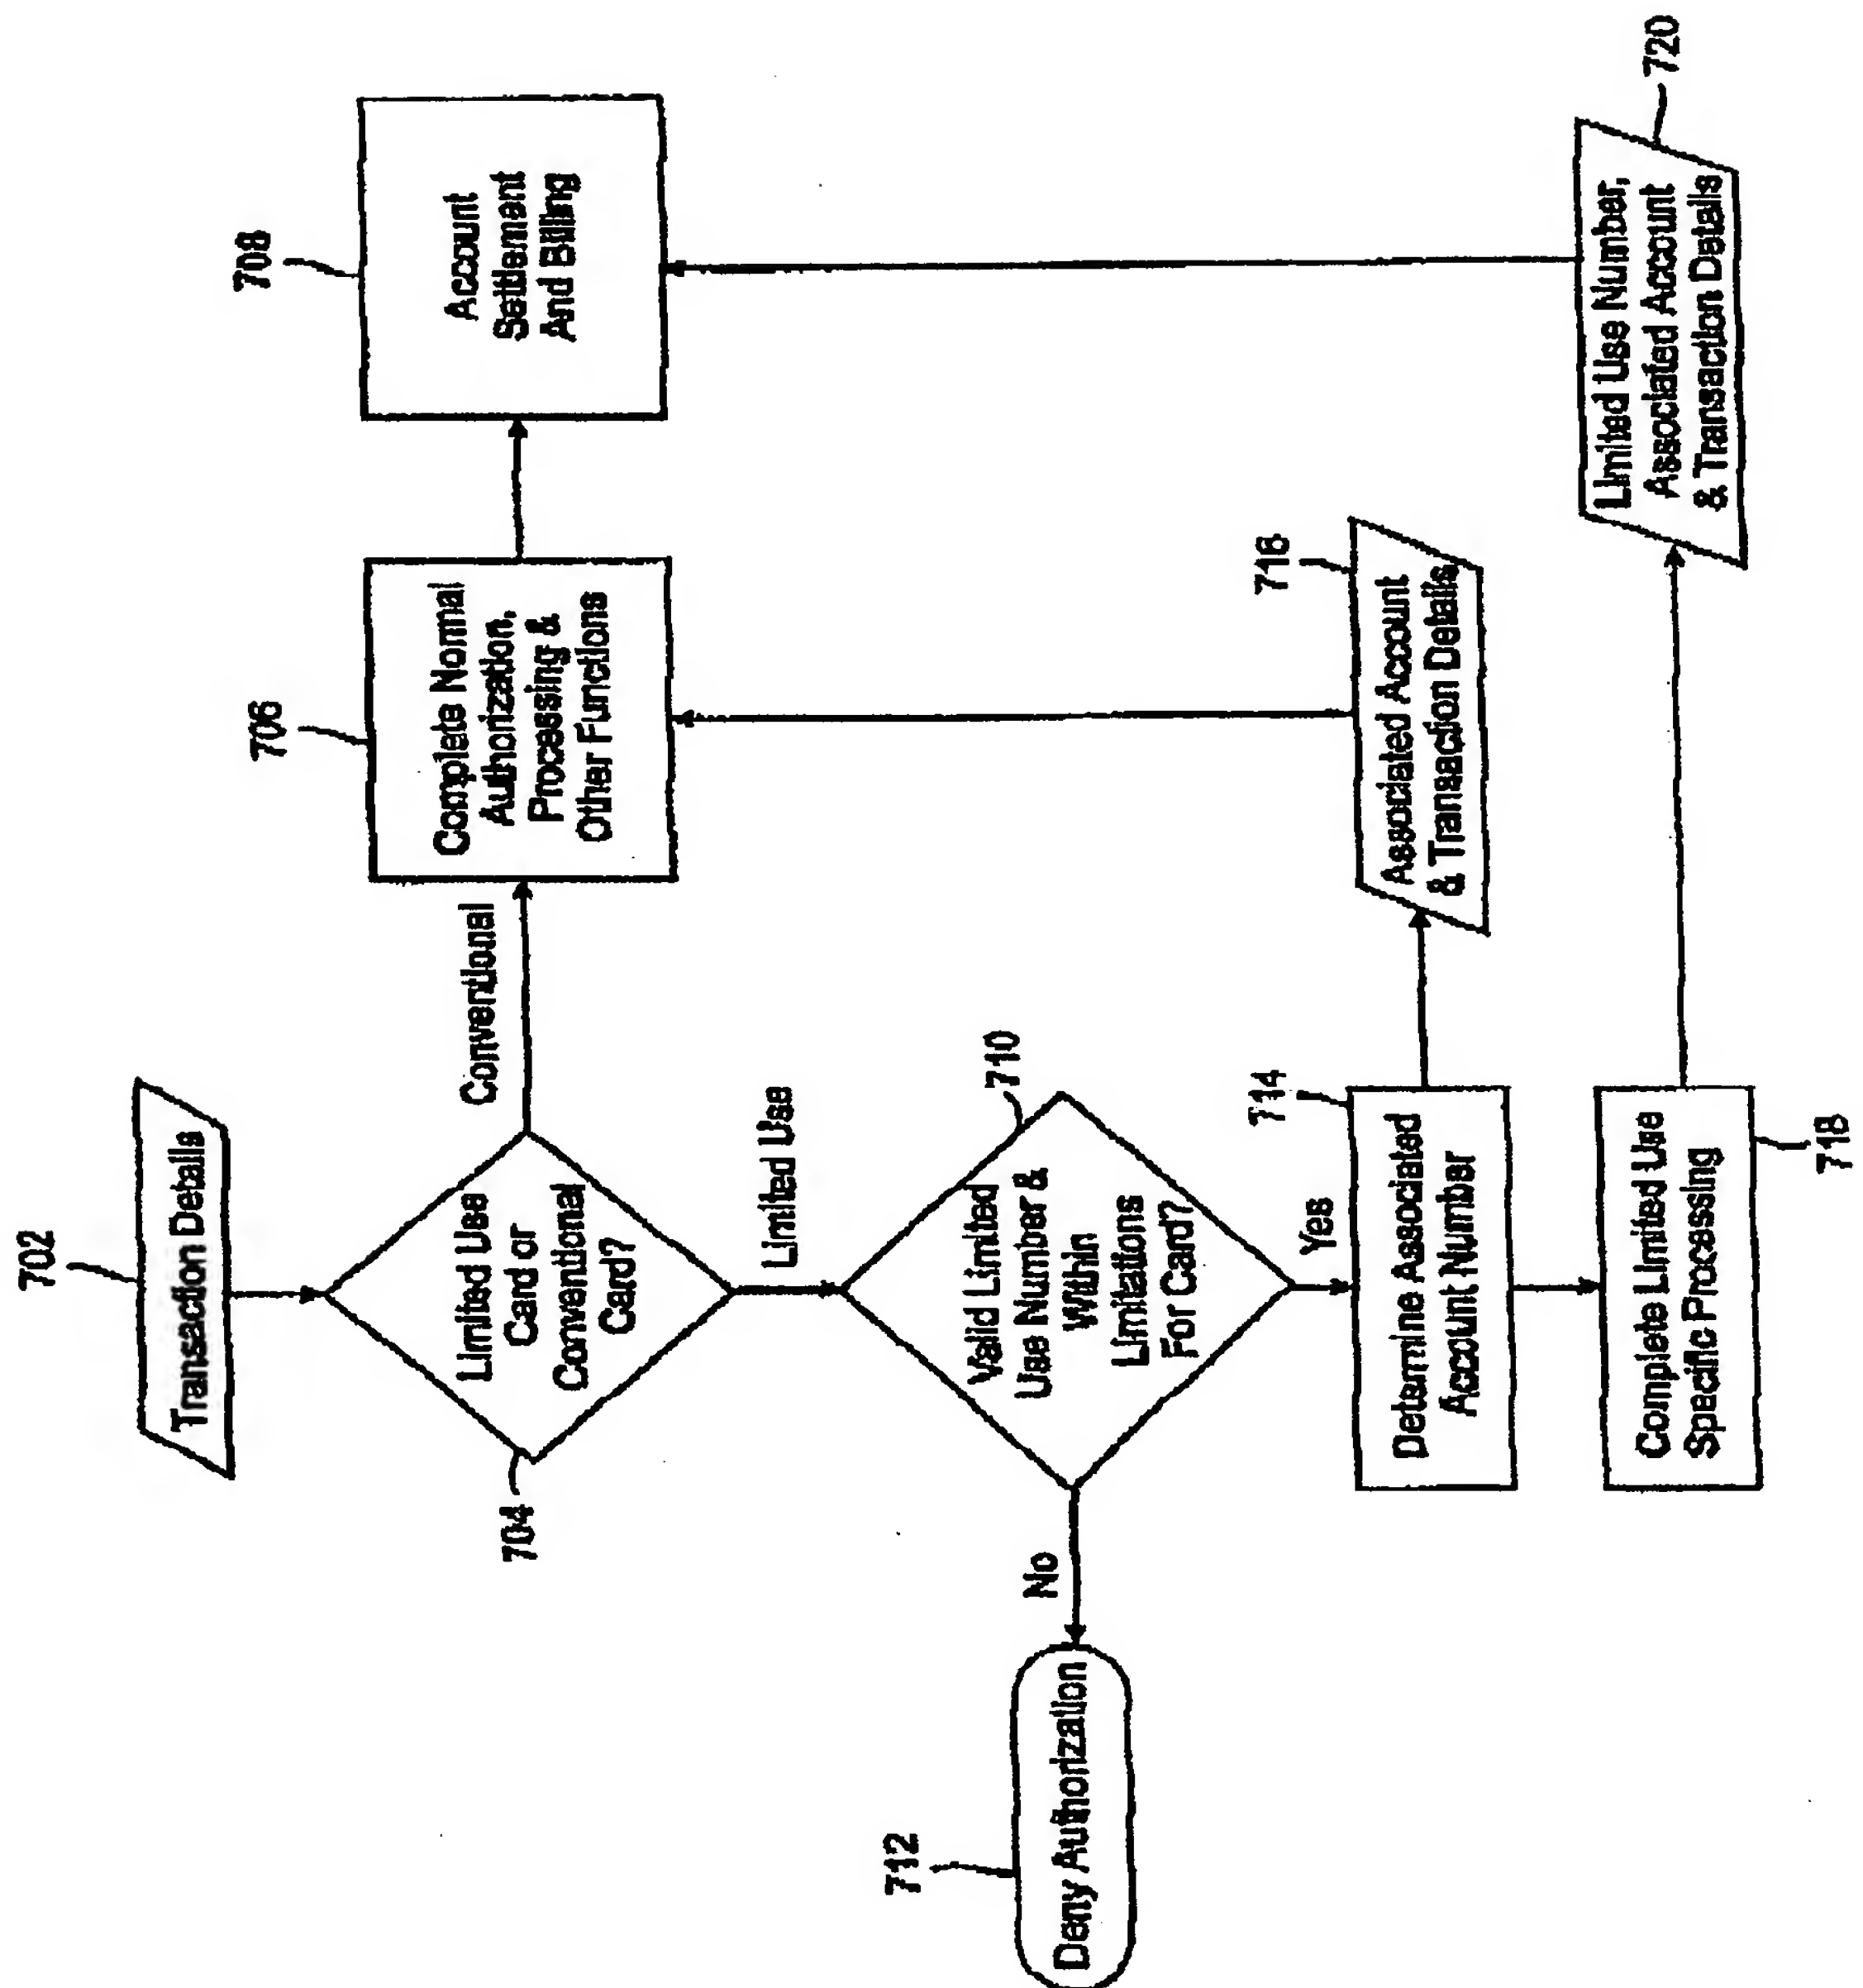 702
Transaction Details
704
Limited Use
Card or
Conventional
Card?
Conventional
706
Complete Normal
Authorization,
Processing &
Other Functions
708
Account
Settlement
And Billing
Limited Use
710
Valid Limited
Use Number &
Within
Limitations
For Card?
No
712
Deny Authorization
Yes
714
Determine Associated
Account Number
716
Associated Account
& Transaction Details
Complete Limited Use
Specific Processing
718
720
Limited Use Number,
Associated Account
& Transaction Details